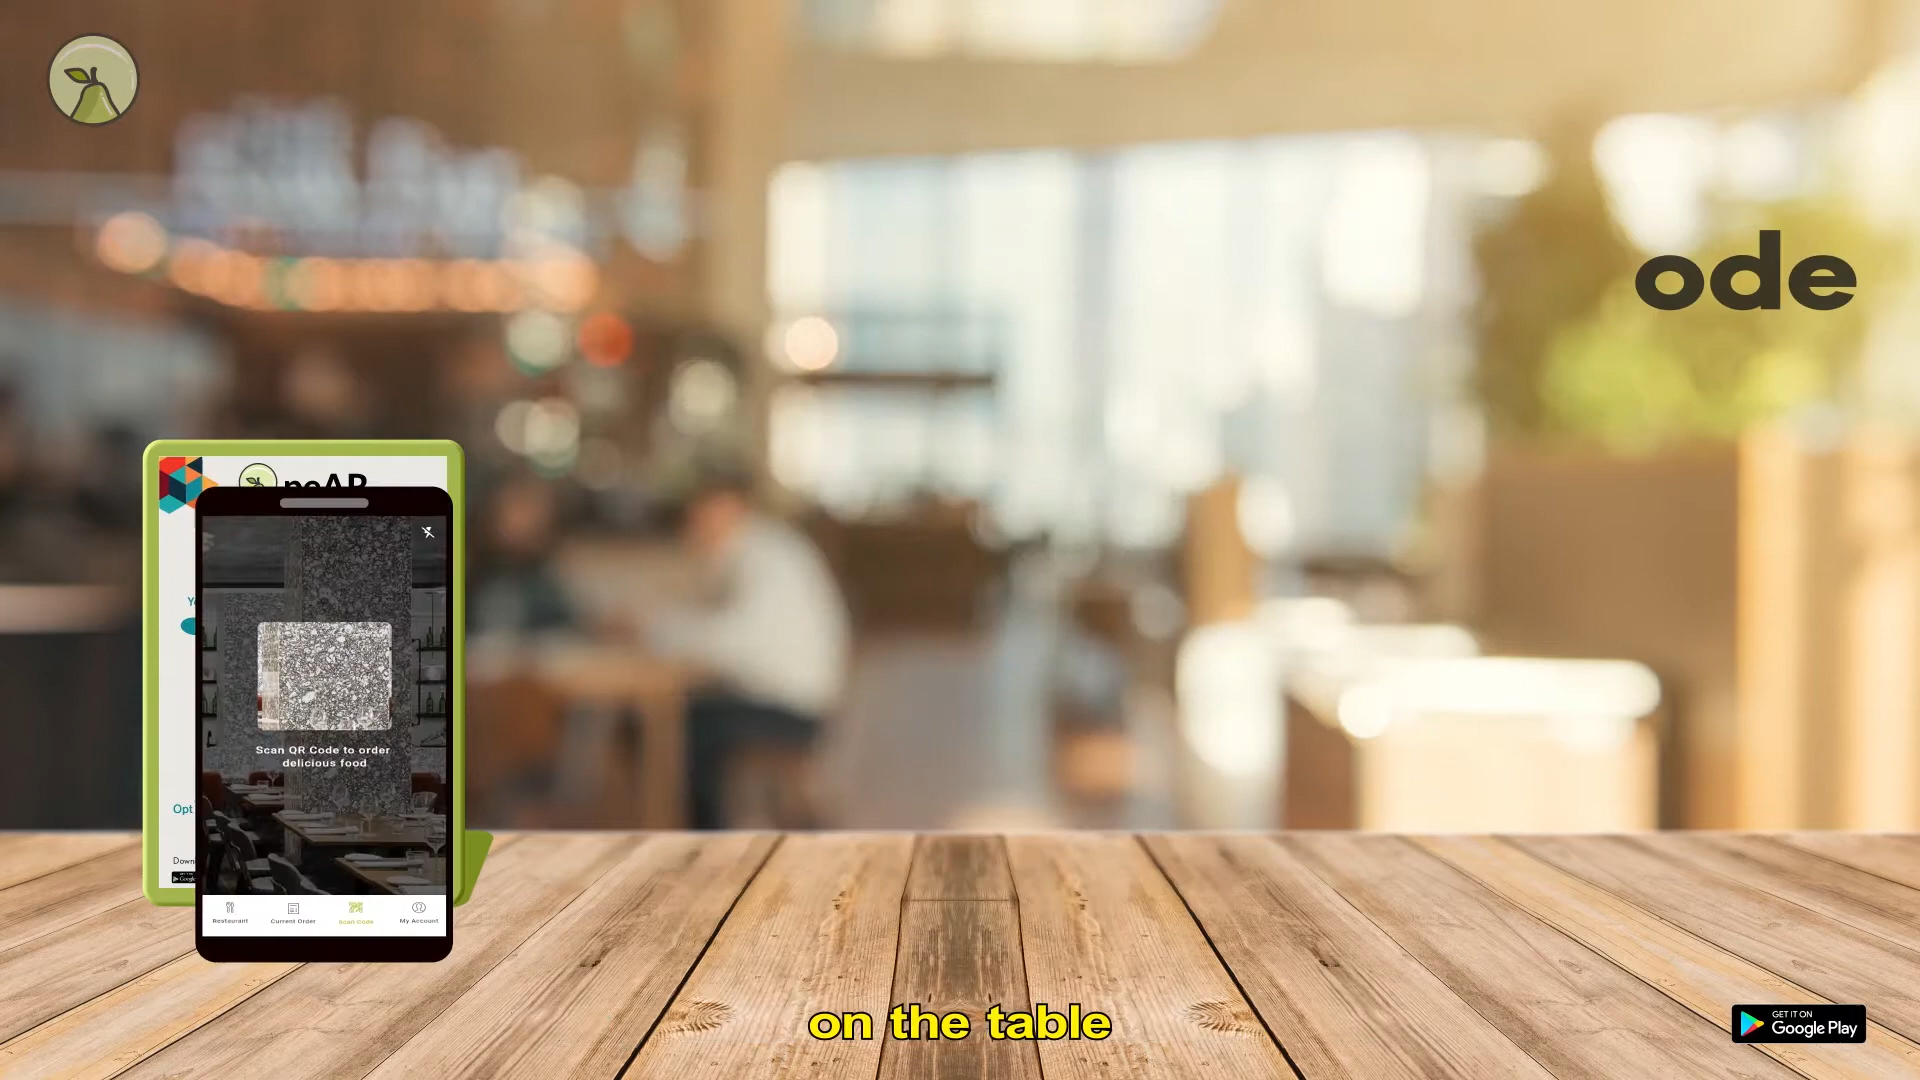 ode
peAR
Scan QR Code to order
delicious food
Opt
Down
Restaurant
Current Order
Scan Code
My Account
on the table
GET IT ON
Google Play